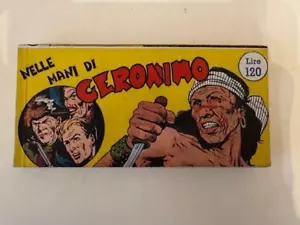 NELLE
MANI DI
GERONIMO
Lire
120